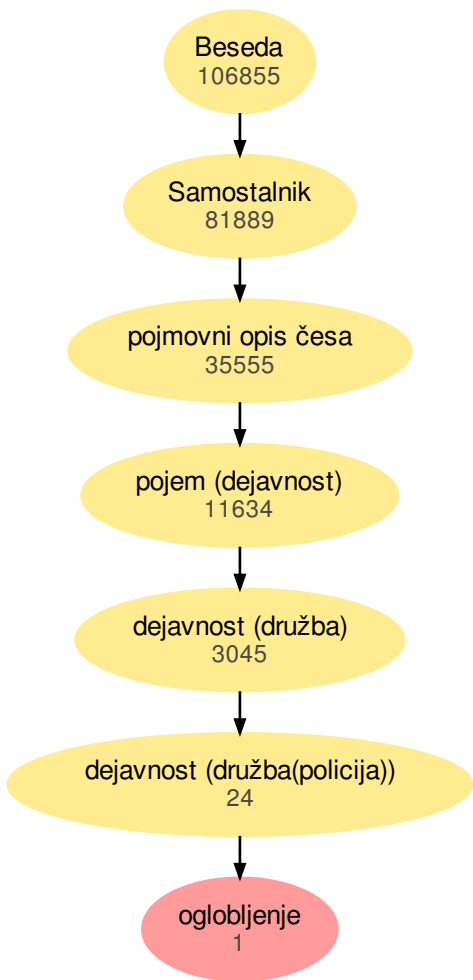 Beseda
106855
Samostalnik
81889
pojmovni opis česa
35555
pojem (dejavnost)
11634
dejavnost (družba)
3045
dejavnost (družba(policija))
24
oglobljenje
1